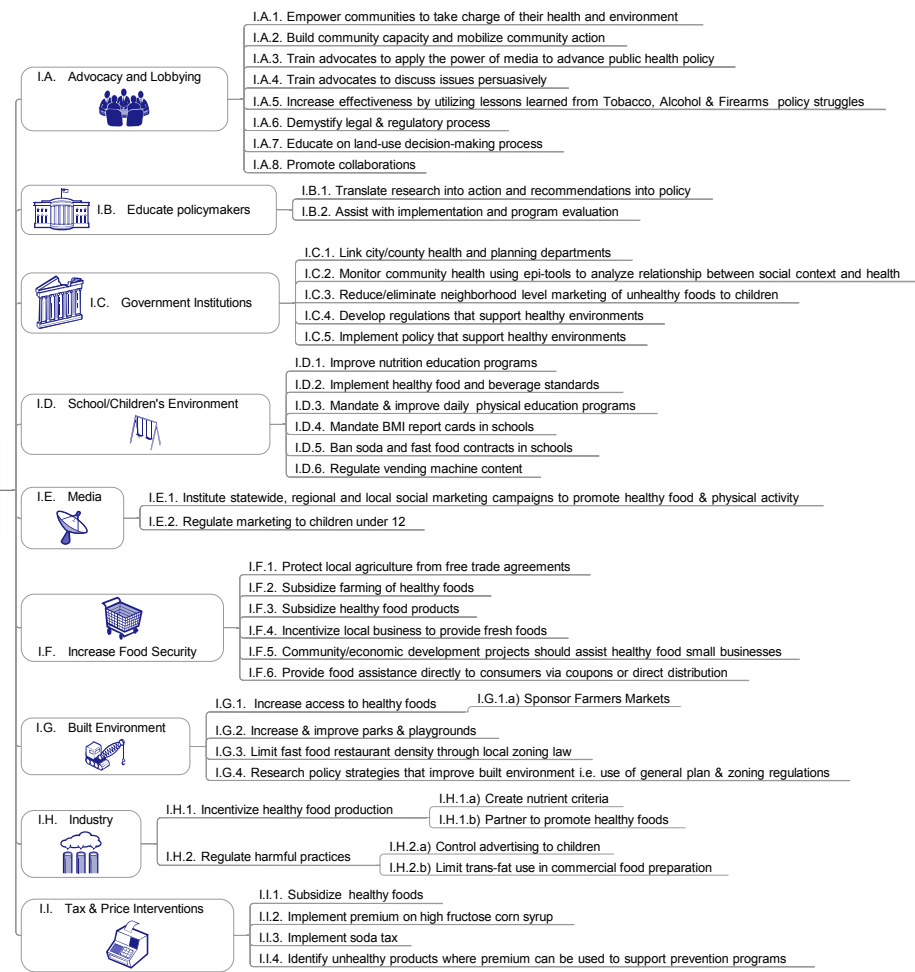 I.A. Advocacy and Lobbying
I.A.1. Empower communities to take charge of their health and environment
I.A.2. Build community capacity and mobilize community action
I.A.3. Train advocates to apply the power of media to advance public health policy
I.A.4. Train advocates to discuss issues persuasively
I.A.5. Increase effectiveness by utilizing lessons learned from Tobacco, Alcohol & Firearms policy struggles
I.A.6. Demystify legal & regulatory process
I.A.7. Educate on land-use decision-making process
I.A.8. Promote collaborations
I.B. Educate policymakers
I.B.1. Translate research into action and recommendations into policy
I.B.2. Assist with implementation and program evaluation
I.C. Government Institutions
I.C.1. Link city/county health and planning departments
I.C.2. Monitor community health using epi-tools to analyze relationship between social context and health
I.C.3. Reduce/eliminate neighborhood level marketing of unhealthy foods to children
I.C.4. Develop regulations that support healthy environments
I.C.5. Implement policy that support healthy environments
I.D. School/Children's Environment
I.D.1. Improve nutrition education programs
I.D.2. Implement healthy food and beverage standards
I.D.3. Mandate & improve daily physical education programs
I.D.4. Mandate BMI report cards in schools
I.D.5. Ban soda and fast food contracts in schools
I.D.6. Regulate vending machine content
I.E. Media
I.E.1. Institute statewide, regional and local social marketing campaigns to promote healthy food & physical activity
I.E.2. Regulate marketing to children under 12
I.F. Increase Food Security
I.F.1. Protect local agriculture from free trade agreements
I.F.2. Subsidize farming of healthy foods
I.F.3. Subsidize healthy food products
I.F.4. Incentivize local business to provide fresh foods
I.F.5. Community/economic development projects should assist healthy food small businesses
I.F.6. Provide food assistance directly to consumers via coupons or direct distribution
I.G. Built Environment
I.G.1. Increase access to healthy foods
I.G.1.a) Sponsor Farmers Markets
I.G.2. Increase & improve parks & playgrounds
I.G.3. Limit fast food restaurant density through local zoning law
I.G.4. Research policy strategies that improve built environment i.e. use of general plan & zoning regulations
I.H. Industry
I.H.1. Incentivize healthy food production
I.H.1.a) Create nutrient criteria
I.H.1.b) Partner to promote healthy foods
I.H.2. Regulate harmful practices
I.H.2.a) Control advertising to children
I.H.2.b) Limit trans-fat use in commercial food preparation
I.I. Tax & Price Interventions
I.I.1. Subsidize healthy foods
I.I.2. Implement premium on high fructose corn syrup
I.I.3. Implement soda tax
I.I.4. Identify unhealthy products where premium can be used to support prevention programs